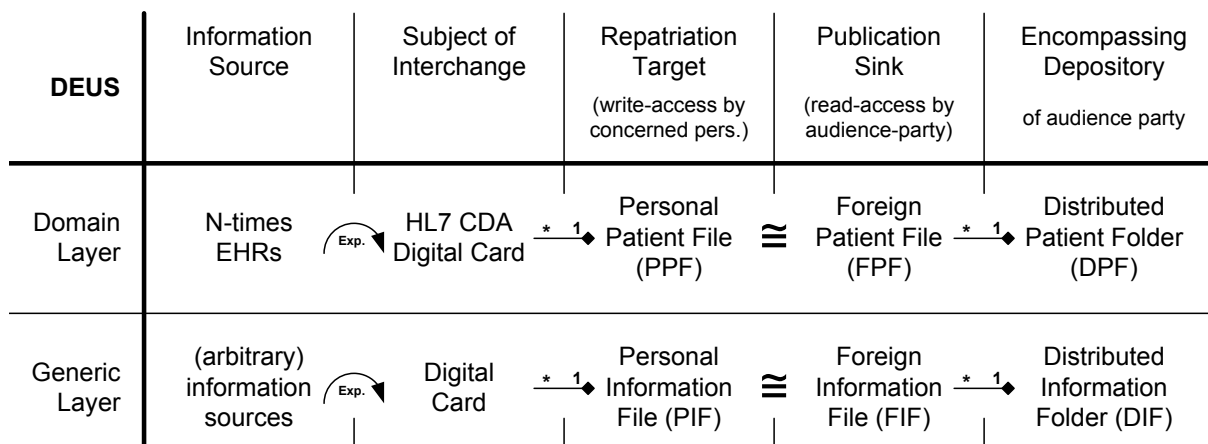 DEUS
Information
Source
Subject of
Interchange
Repatriation
Target
(write-access by
concerned pers.)
Publication
Sink
(read-access by
audience-party)
Encompassing
Depository
of audience party
Domain
Layer
N-times
EHRs
Exp.
HL7 CDA
Digital Card
* 1
Personal
Patient File
(PPF)
≅
Foreign
Patient File
(FPF)
* 1
Distributed
Patient Folder
(DPF)
Generic
Layer
(arbitrary)
information
sources
Exp.
Digital
Card
* 1
Personal
Information
File (PIF)
≅
Foreign
Information
File (FIF)
* 1
Distributed
Information
Folder (DIF)